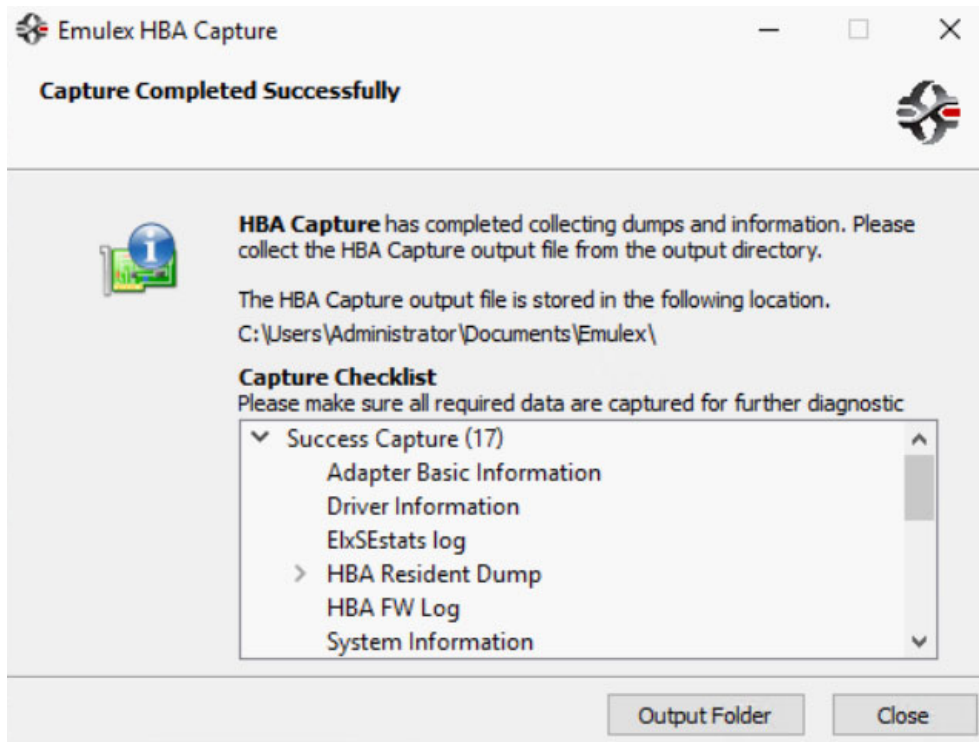 Emulex HBA Capture
Capture Completed Successfully
HBA Capture has completed collecting dumps and information. Please
collect the HBA Capture output file from the output directory.
The HBA Capture output file is stored in the following location.
C:\Users\Administrator\Documents\Emulex\
Capture Checklist
Please make sure all required data are captured for further diagnostic
Success Capture (17)
Adapter Basic Information
Driver Information
ElxSEstats log
HBA Resident Dump
HBA FW Log
System Information
Output Folder
Close